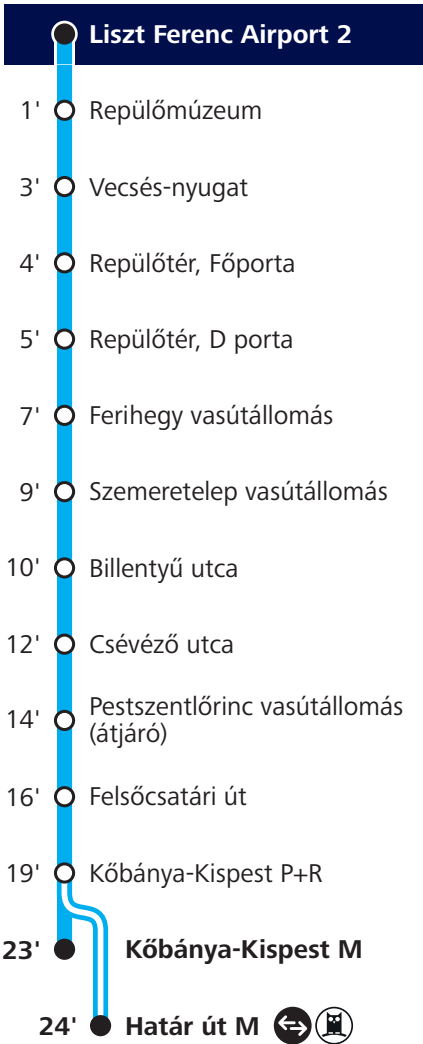 Liszt Ferenc Airport 2
1' Repülőmúzeum
3' Vecsés-nyugat
4' Repülőtér, Főporta
5' Repülőtér, D porta
7' Ferihegy vasútállomás
9' Szemeretelep vasútállomás
10' Billentyű utca
12' Csévéző utca
14' Pestszentlőrinc vasútállomás
(átjáró)
16' Felsőcsatári út
19' Kőbánya-Kispest P+R
23' Kőbánya-Kispest M
24' Határ út M